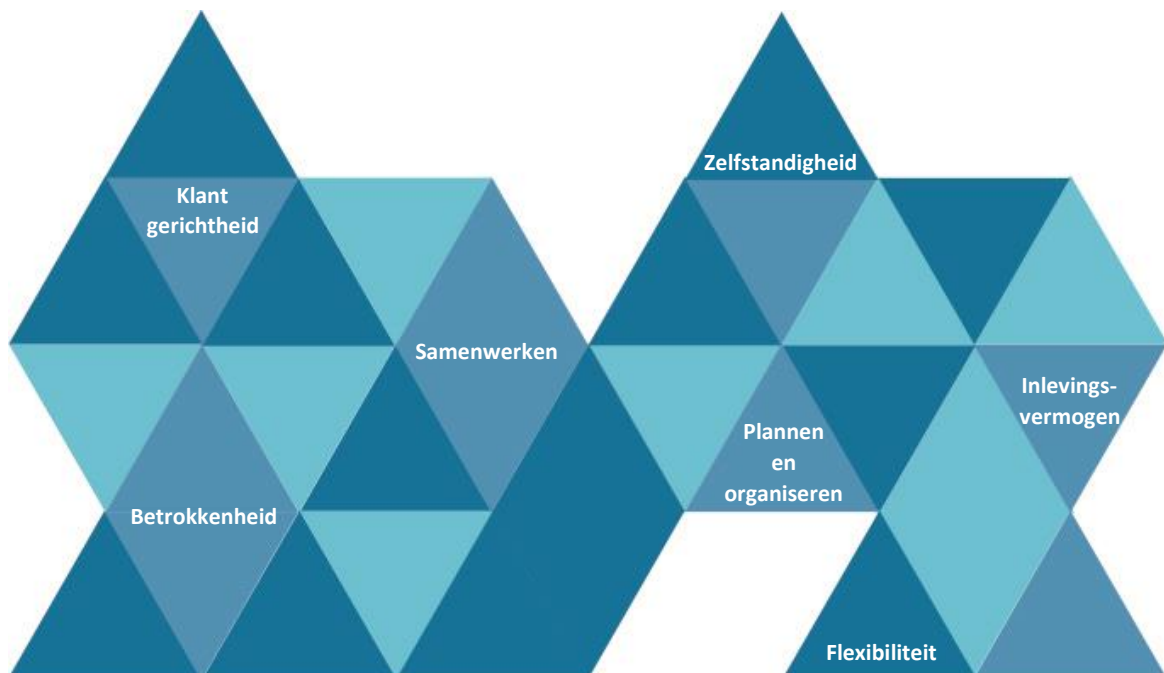 Zelfstandigheid
Klant
gerichtheid
Samenwerken
Inlevings-
vermogen
Plannen
en
organiseren
Betrokkenheid
Flexibiliteit